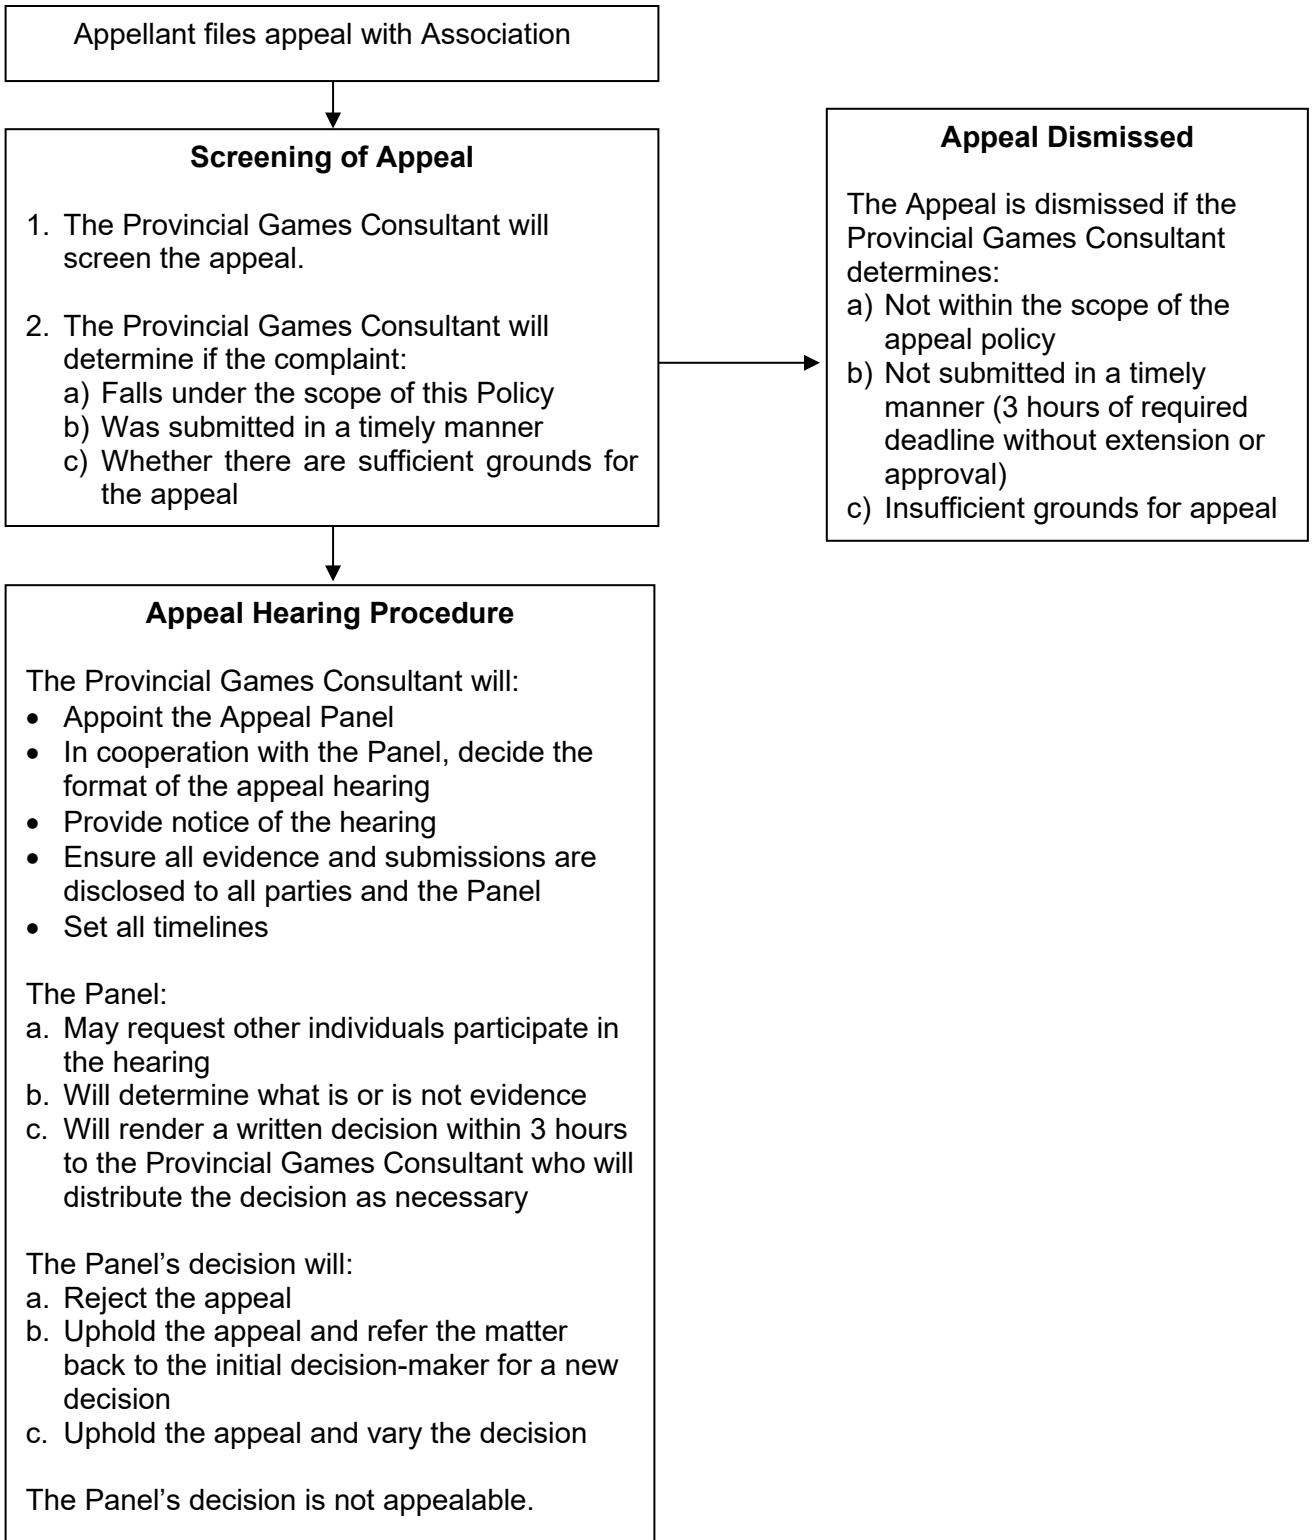 Appellant files appeal with Association
Screening of Appeal
1. The Provincial Games Consultant will
screen the appeal.
2. The Provincial Games Consultant will
determine if the complaint:
a) Falls under the scope of this Policy
b) Was submitted in a timely manner
c) Whether there are sufficient grounds for
the appeal
Appeal Dismissed
The Appeal is dismissed if the
Provincial Games Consultant
determines:
a) Not within the scope of the
appeal policy
b) Not submitted in a timely
manner (3 hours of required
deadline without extension or
approval)
c) Insufficient grounds for appeal
Appeal Hearing Procedure
The Provincial Games Consultant will:
• Appoint the Appeal Panel
• In cooperation with the Panel, decide the
format of the appeal hearing
• Provide notice of the hearing
• Ensure all evidence and submissions are
disclosed to all parties and the Panel
• Set all timelines
The Panel:
a. May request other individuals participate in
the hearing
b. Will determine what is or is not evidence
c. Will render a written decision within 3 hours
to the Provincial Games Consultant who will
distribute the decision as necessary
The Panel’s decision will:
a. Reject the appeal
b. Uphold the appeal and refer the matter
back to the initial decision-maker for a new
decision
c. Uphold the appeal and vary the decision
The Panel’s decision is not appealable.